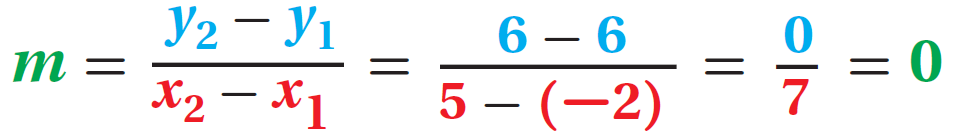 m = y₂ − y₁ / x₂ − x₁ = 6 − 6 / 5 − (−2) = 0 / 7 = 0